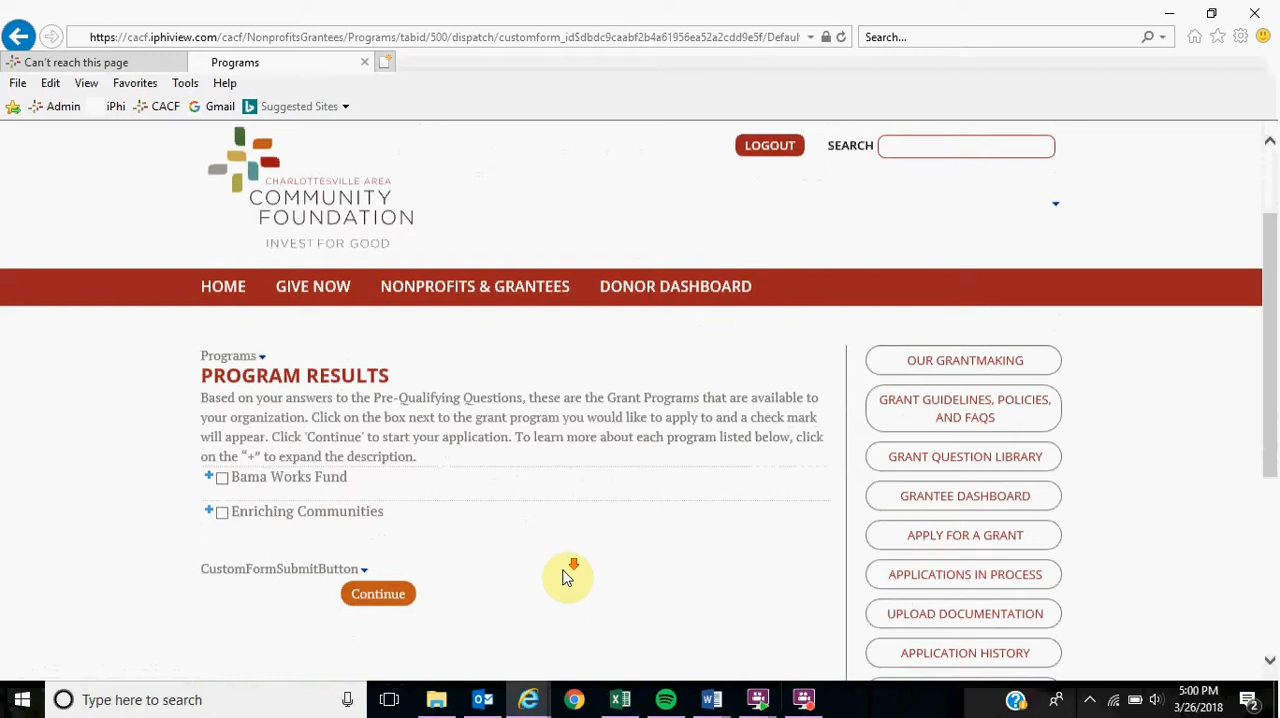 https://cacf.iphiview.com/cacf/NonprofitsGrantees/Programs/tabid/500/dispatch/customform_id$dbdc9caabf2b4a61956ea52a2cdd9e5f/Defaul
Search...
Can't reach this page
Programs
File Edit View Favorites Tools Help
Admin iPhi CACF Gmail Suggested Sites
CHARLOTTESVILLE AREA
COMMUNITY
FOUNDATION
INVEST FOR GOOD
LOGOUT
SEARCH
HOME GIVE NOW NONPROFITS & GRANTEES DONOR DASHBOARD
Programs
PROGRAM RESULTS
Based on your answers to the Pre-Qualifying Questions, these are the Grant Programs that are available to
your organization. Click on the box next to the grant program you would like to apply to and a check mark
will appear. Click 'Continue' to start your application. To learn more about each program listed below, click
on the “+” to expand the description.
Bama Works Fund
Enriching Communities
CustomFormSubmitButton
Continue
OUR GRANTMAKING
GRANT GUIDELINES, POLICIES,
AND FAQS
GRANT QUESTION LIBRARY
GRANTEE DASHBOARD
APPLY FOR A GRANT
APPLICATIONS IN PROCESS
UPLOAD DOCUMENTATION
APPLICATION HISTORY
Type here to search
5:00 PM
3/26/2018
2